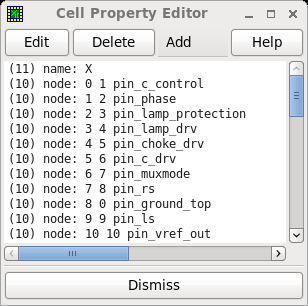 Cell Property Editor
Edit Delete Add Help
(11) name: X
(10) node: 0 1 pin_c_control
(10) node: 1 2 pin_phase
(10) node: 2 3 pin_lamp_protection
(10) node: 3 4 pin_lamp_drv
(10) node: 4 5 pin_choke_drv
(10) node: 5 6 pin_c_drv
(10) node: 6 7 pin_muxmode
(10) node: 7 8 pin_rs
(10) node: 8 0 pin_ground_top
(10) node: 9 9 pin_ls
(10) node: 10 10 pin_vref_out
Dismiss